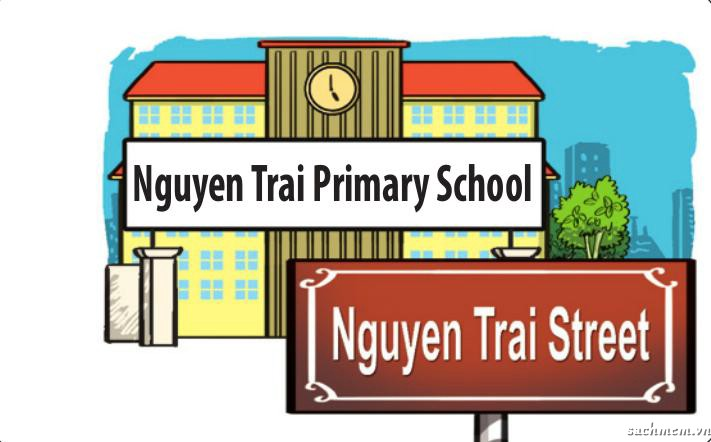 Nguyen Trai Primary School
Nguyen Trai Street
sachmem.vn